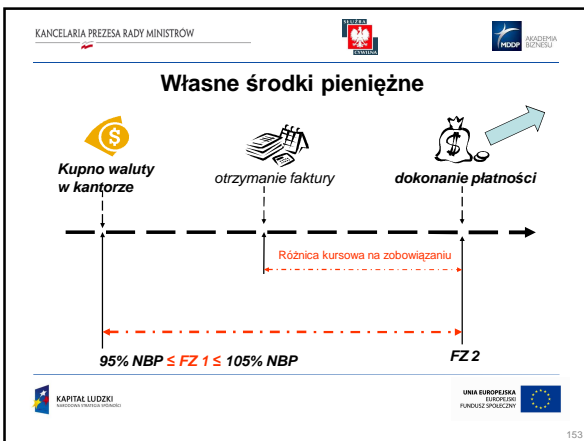 KANCELARIA PREZESA RADY MINISTRÓW
SŁUŻBA
CYWILNA
MDDP
AKADEMIA
BIZNESU
Własne środki pieniężne
Kupno waluty
w kantorze
otrzymanie faktury
dokonanie płatności
Różnica kursowa na zobowiązaniu
95% NBP ≤ FZ 1 ≤ 105% NBP
FZ 2
KAPITAŁ LUDZKI
NARODOWA STRATEGIA SPÓJNOŚCI
UNIA EUROPEJSKA
EUROPEJSKI
FUNDUSZ SPOŁECZNY
153